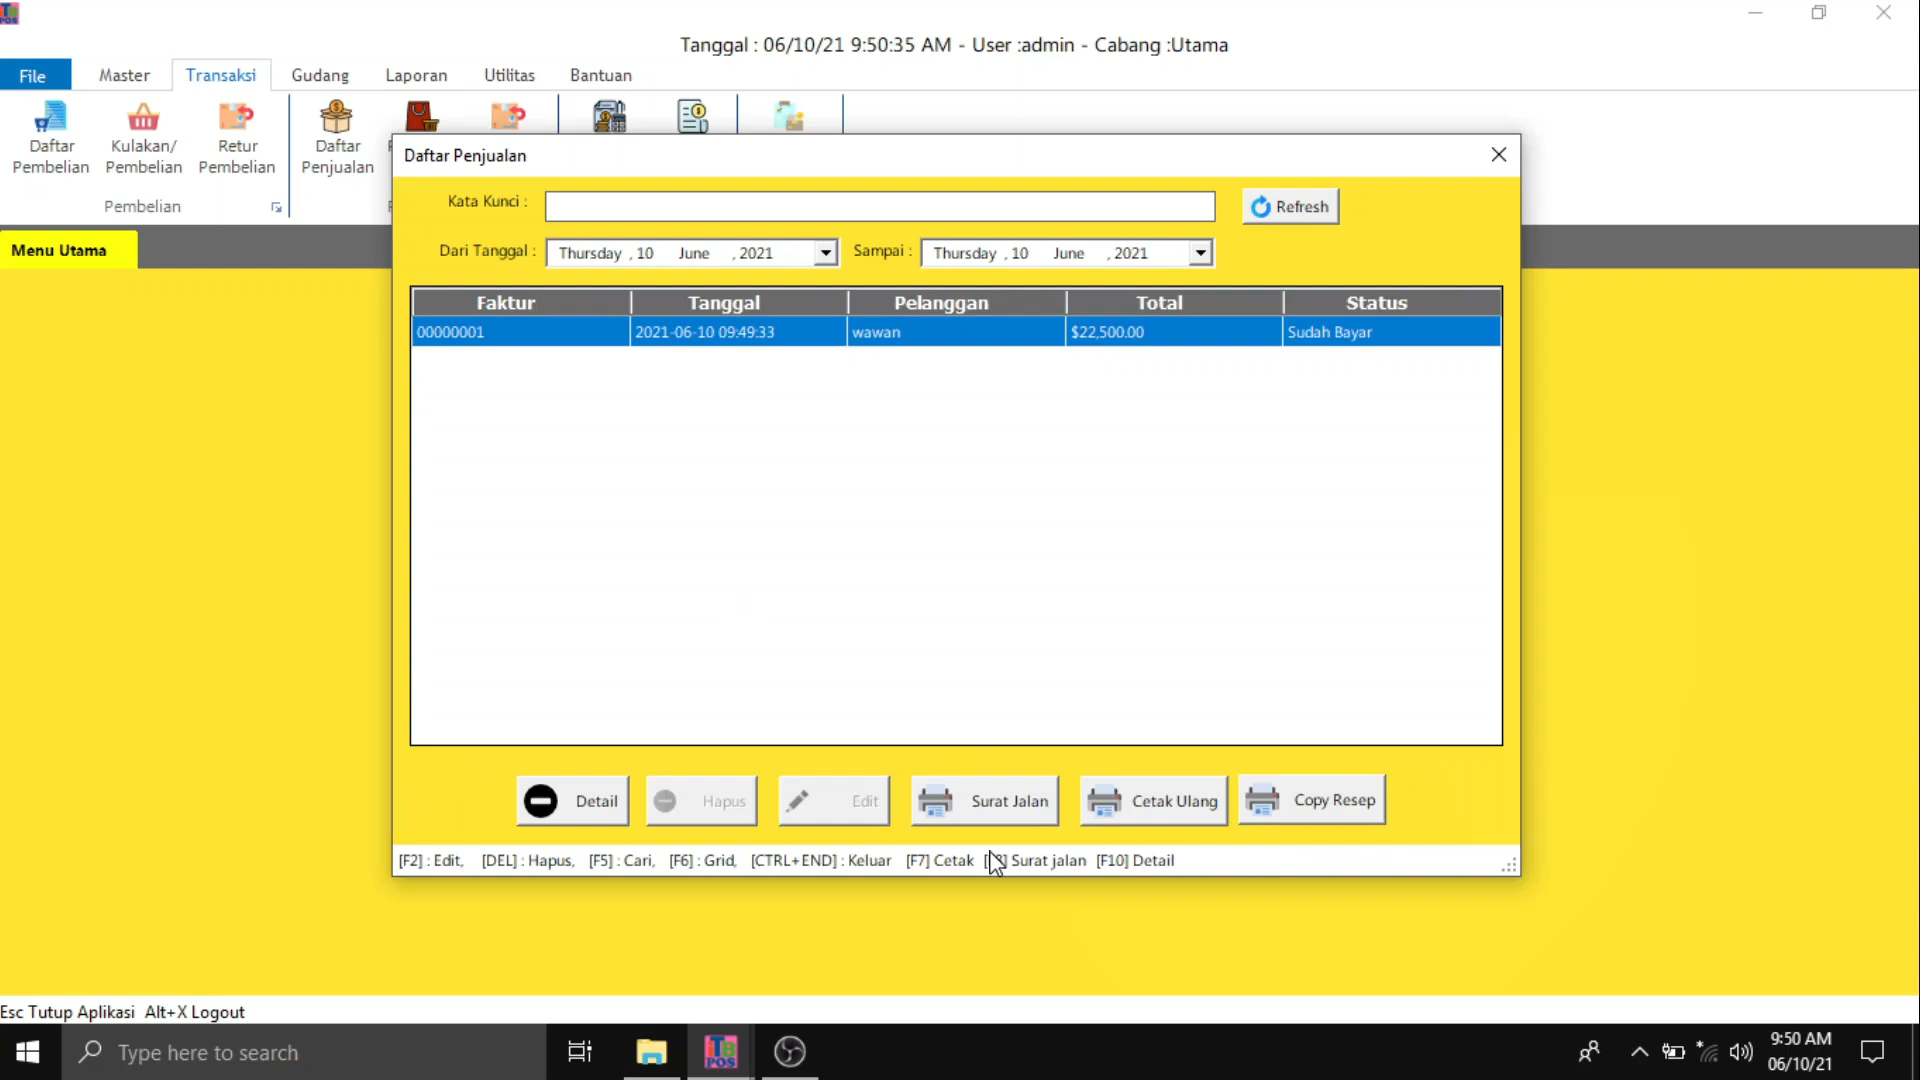 Tanggal : 06/10/21 9:50:35 AM - User :admin - Cabang :Utama
File Master Transaksi Gudang Laporan Utilitas Bantuan
Daftar Pembelian
Kulakan/ Pembelian
Retur Pembelian
Daftar Penjualan
Pembelian
Menu Utama
Daftar Penjualan
Kata Kunci :
Refresh
Dari Tanggal : Thursday , 10 June , 2021 Sampai : Thursday , 10 June , 2021
Faktur Tanggal Pelanggan Total Status
00000001 2021-06-10 09:49:33 wawan $22,500.00 Sudah Bayar
Detail Hapus Edit Surat Jalan Cetak Ulang Copy Resep
[F2] : Edit, [DEL] : Hapus, [F5] : Cari, [F6] : Grid, [CTRL+END] : Keluar [F7] Cetak Surat jalan [F10] Detail
Esc Tutup Aplikasi Alt+X Logout
Type here to search
ITB POS
9:50 AM
06/10/21